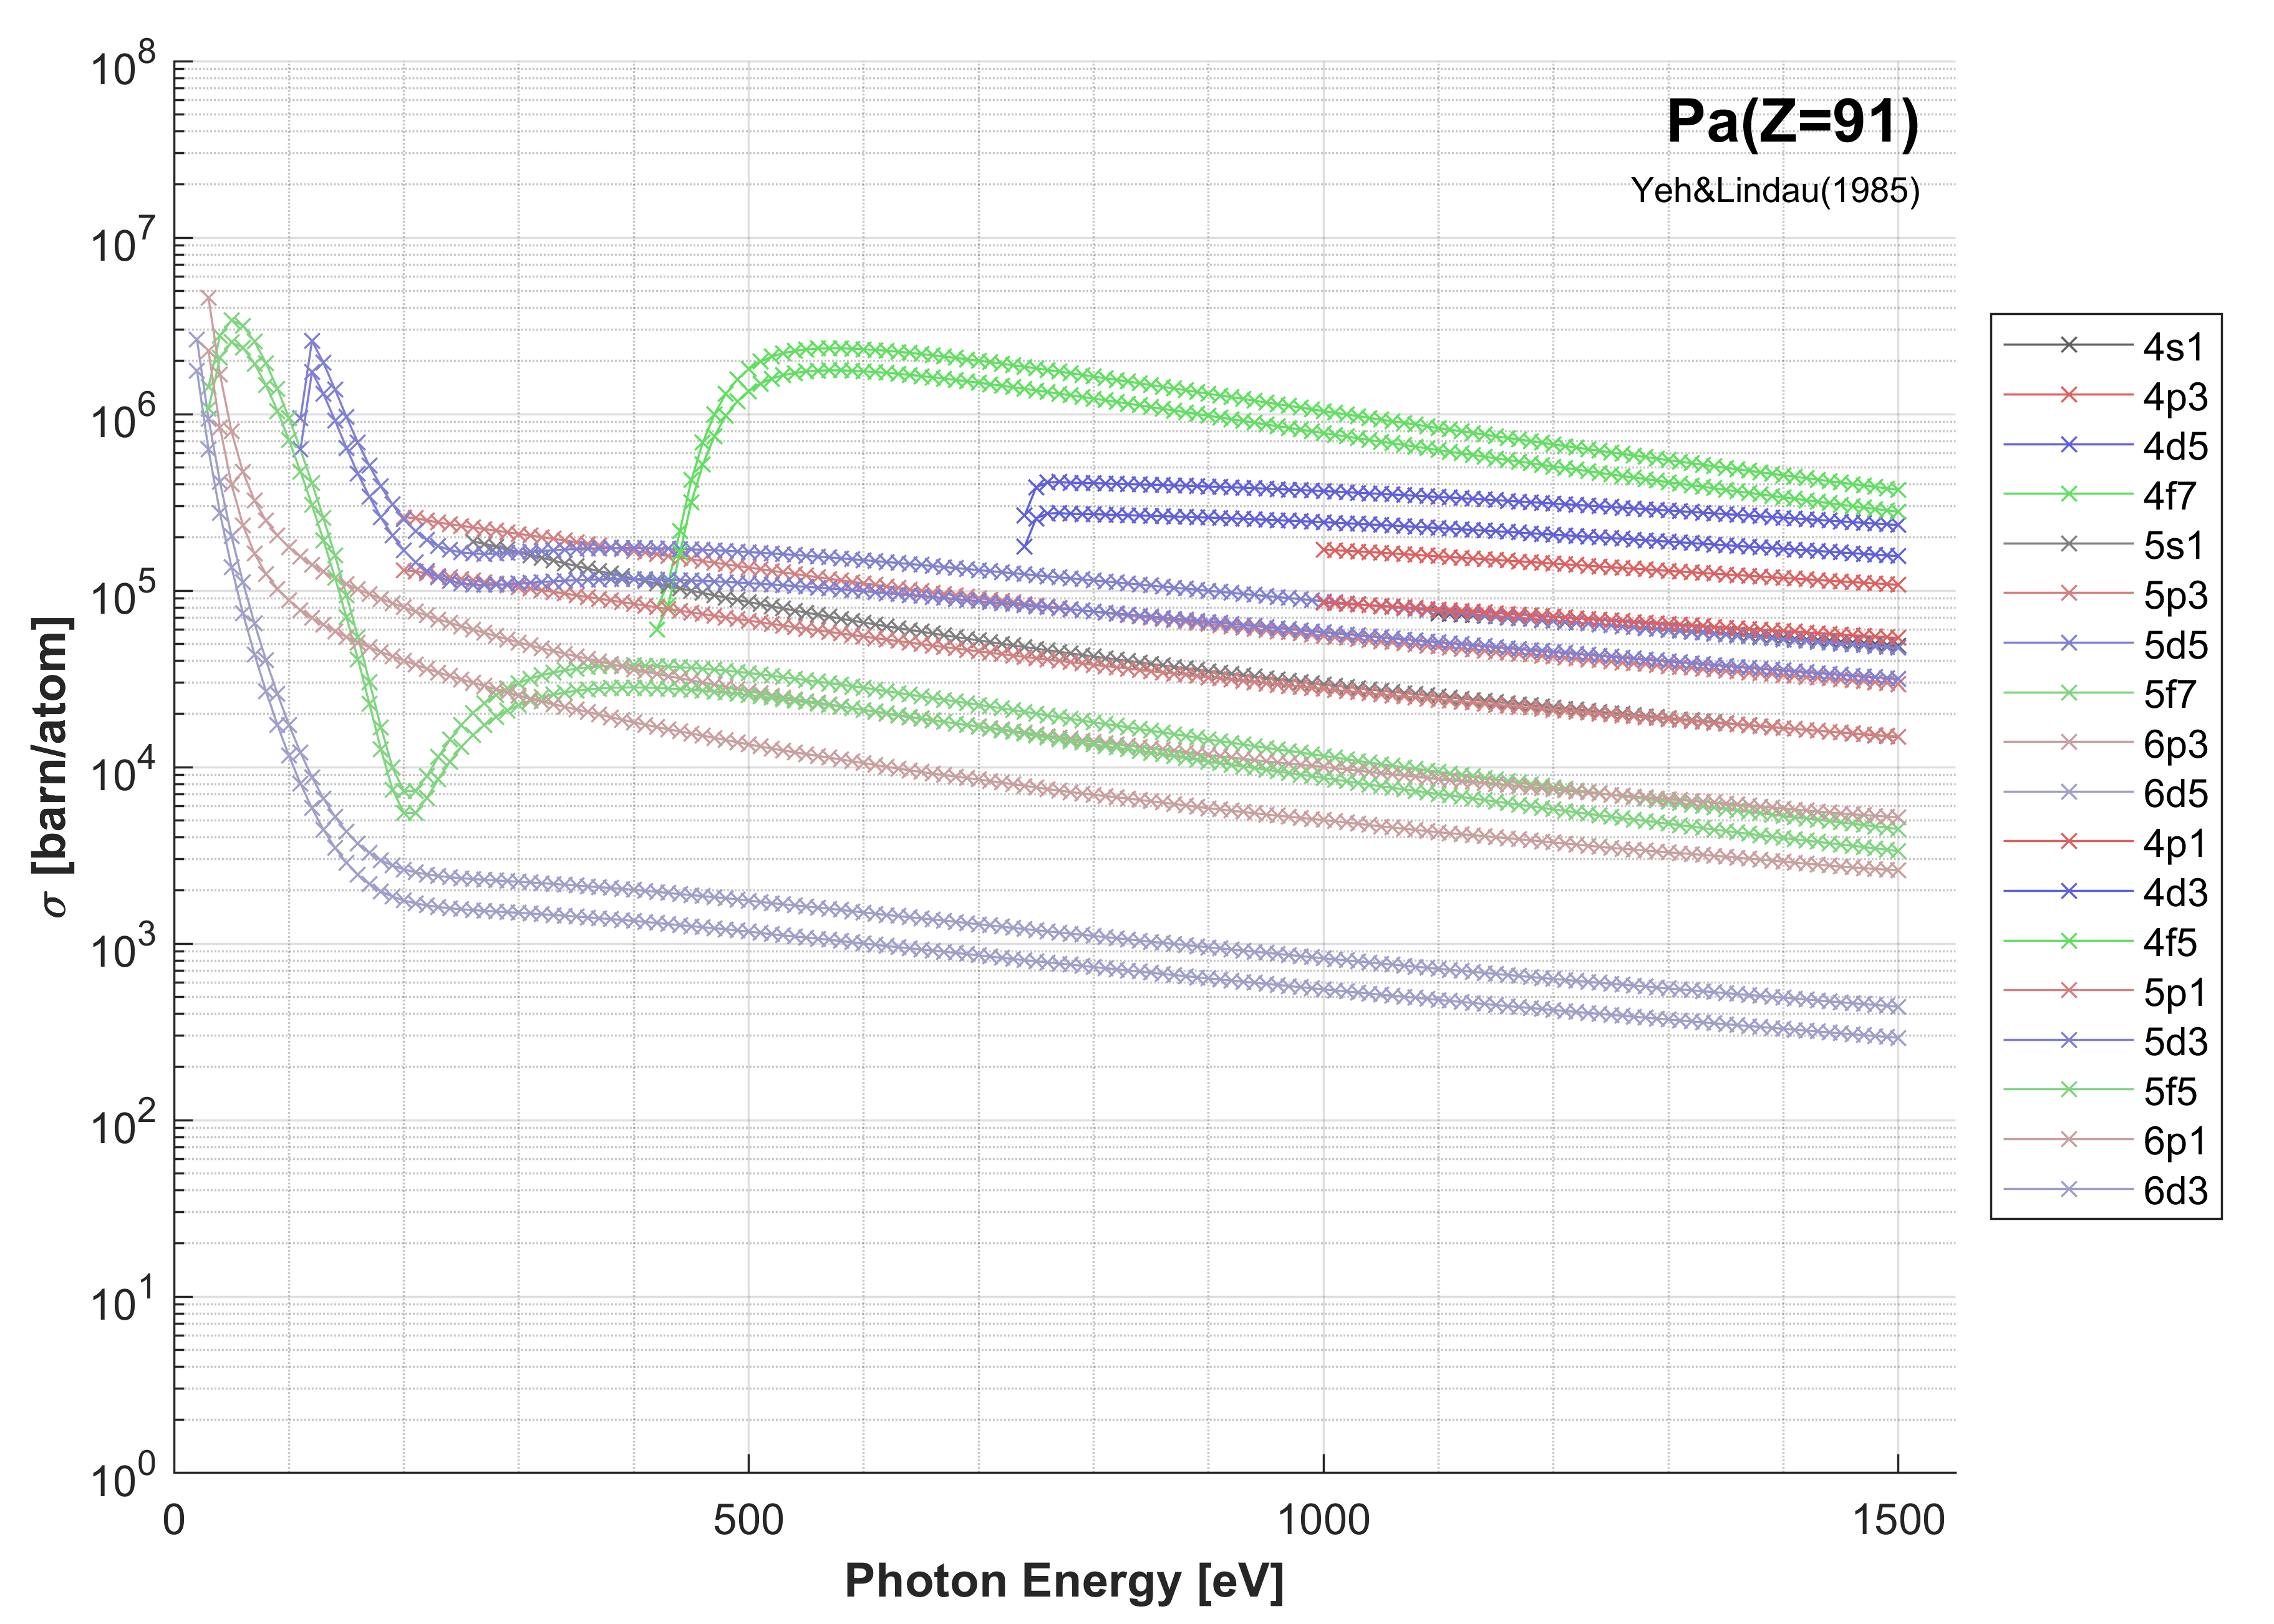 Pa(Z=91)
Yeh&Lindau(1985)
10^8
10^7
10^6
10^5
10^4
10^3
10^2
10^1
10^0
σ [barn/atom]
0 500 1000 1500
Photon Energy [eV]
4s1
4p3
4d5
4f7
5s1
5p3
5d5
5f7
6p3
6d5
4p1
4d3
4f5
5p1
5d3
5f5
6p1
6d3